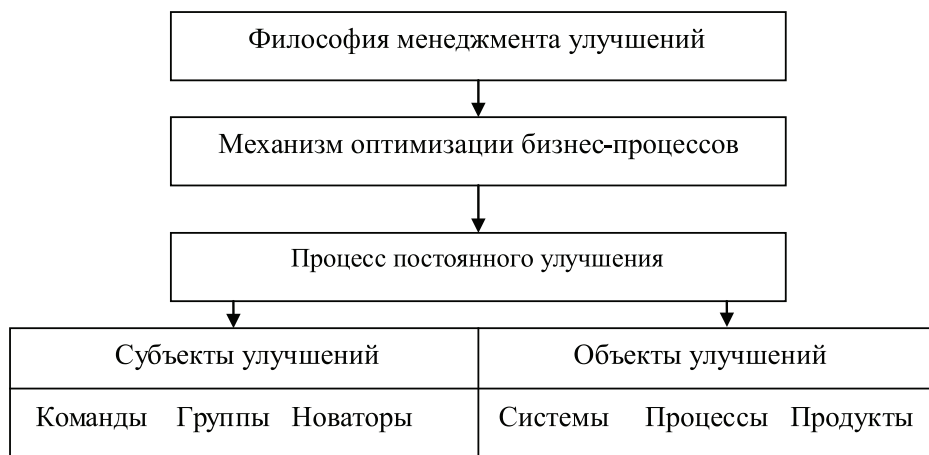 Философия менеджмента улучшений
Механизм оптимизации бизнес-процессов
Процесс постоянного улучшения
Субъекты улучшений Объекты улучшений
Команды Группы Новаторы Системы Процессы Продукты